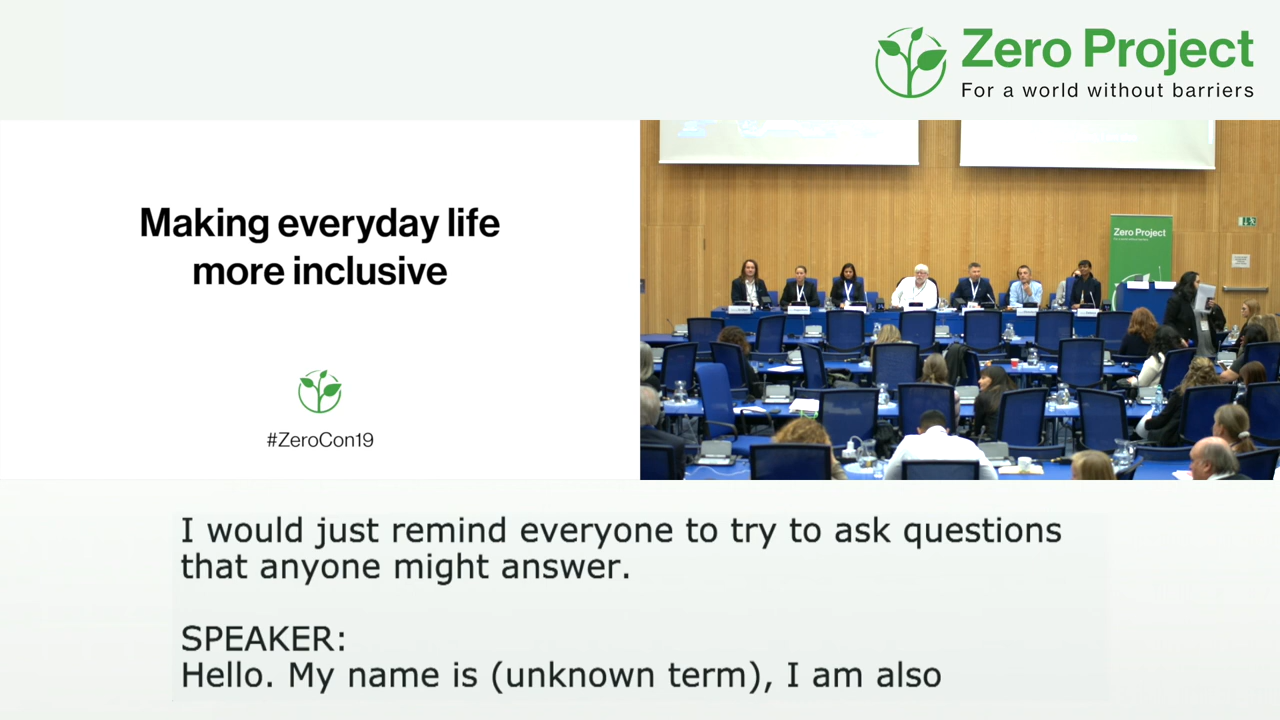 Zero Project
For a world without barriers
Making everyday life
more inclusive
#ZeroCon19
Zero Project
I would just remind everyone to try to ask questions
that anyone might answer.
SPEAKER:
Hello. My name is (unknown term), I am also